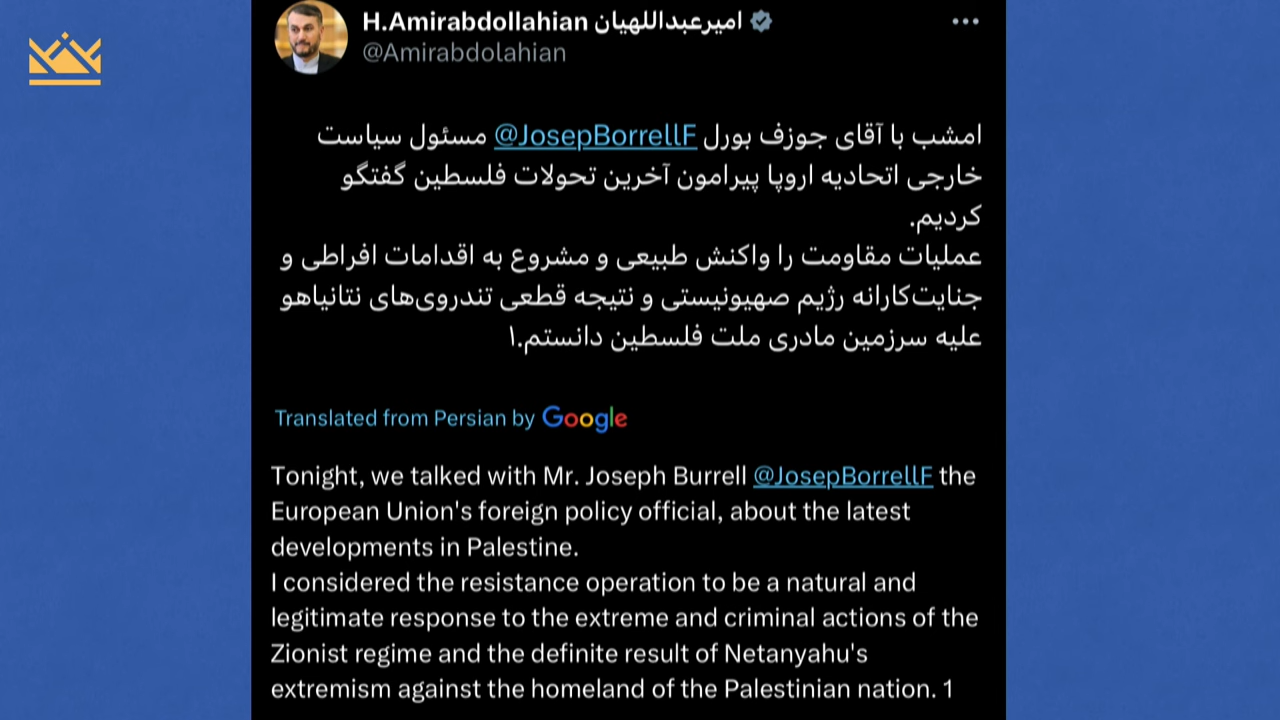 H.Amirabdollahian امیرعبداللهیان
@Amirabdolahian
امشب با آقای جوزف بورل @JosepBorrellF مسئول سیاست
خارجی اتحادیه اروپا پیرامون آخرین تحولات فلسطین گفتگو
کردیم.
عملیات مقاومت را واکنش طبیعی و مشروع به اقدامات افراطی و
جنایت‌کارانه رژیم صهیونیستی و نتیجه قطعی تندروی‌های نتانیاهو
علیه سرزمین مادری ملت فلسطین دانستم.۱
Translated from Persian by Google
Tonight, we talked with Mr. Joseph Burrell @JosepBorrellF the
European Union's foreign policy official, about the latest
developments in Palestine.
I considered the resistance operation to be a natural and
legitimate response to the extreme and criminal actions of the
Zionist regime and the definite result of Netanyahu's
extremism against the homeland of the Palestinian nation. 1